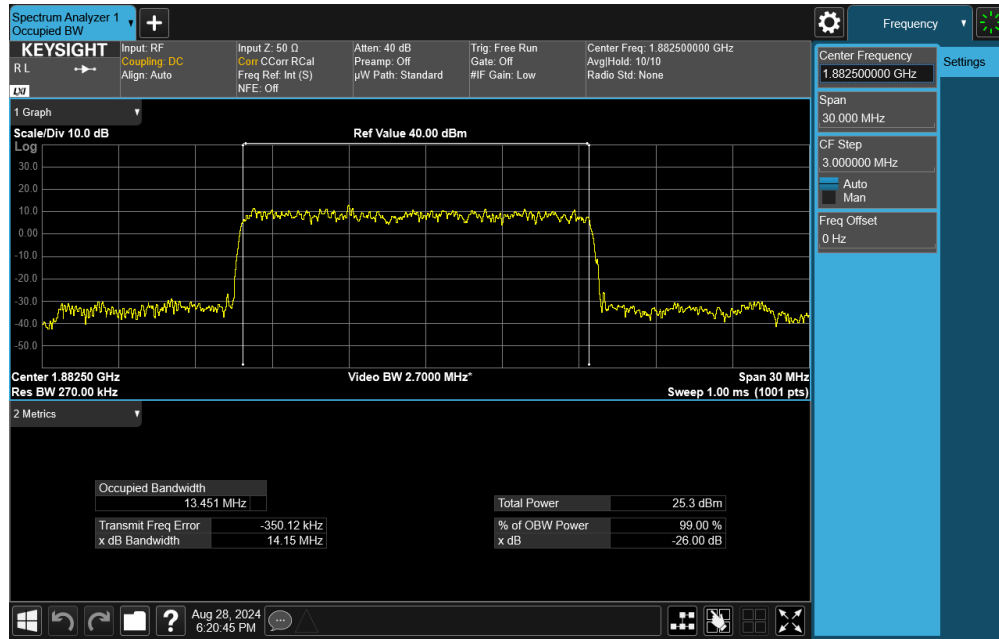 Spectrum Analyzer 1
Occupied BW
Frequency
KEYSIGHT
R L
LXI
Input: RF
Coupling: DC
Align: Auto
Input Z: 50 Ω
Corr CCorr RCal
Freq Ref: Int (S)
NFE: Off
Atten: 40 dB
Preamp: Off
µW Path: Standard
Trig: Free Run
Gate: Off
#IF Gain: Low
Center Freq: 1.882500000 GHz
Avg|Hold: 10/10
Radio Std: None
Center Frequency
1.882500000 GHz
Settings
Span
30.000 MHz
CF Step
3.000000 MHz
Auto
Man
Freq Offset
0 Hz
1 Graph
Scale/Div 10.0 dB
Ref Value 40.00 dBm
Log
30.0
20.0
10.0
0.00
-10.0
-20.0
-30.0
-40.0
-50.0
Center 1.88250 GHz
Video BW 2.7000 MHz*
Span 30 MHz
Res BW 270.00 kHz
Sweep 1.00 ms (1001 pts)
2 Metrics
Occupied Bandwidth
13.451 MHz
Total Power 25.3 dBm
Transmit Freq Error -350.12 kHz
% of OBW Power 99.00 %
x dB Bandwidth 14.15 MHz
x dB -26.00 dB
?
Aug 28, 2024
6:20:45 PM